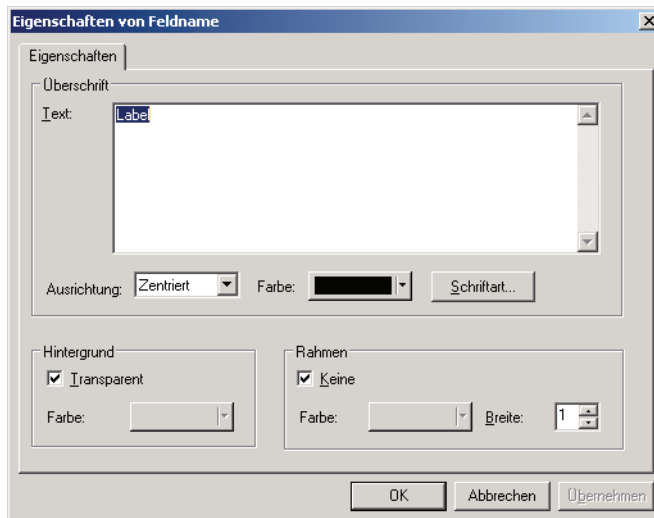 Eigenschaften von Feldname
Eigenschaften
Überschrift
Text:
Label
Ausrichtung:
Zentriert
Farbe:
Schriftart...
Hintergrund
Transparent
Farbe:
Rahmen
Keine
Farbe:
Breite:
1
OK
Abbrechen
Übernehmen